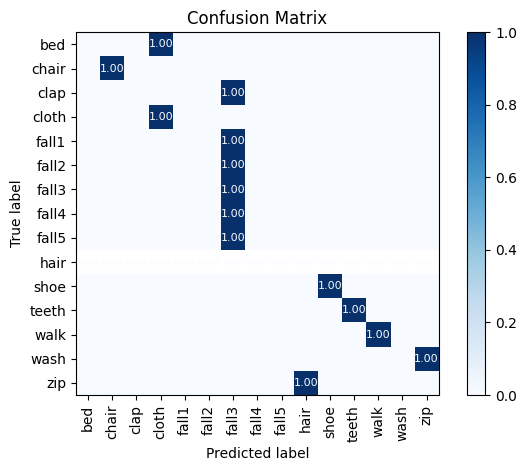 Confusion Matrix
True label
bed 1.00
chair 1.00
clap 1.00
cloth 1.00
fall1 1.00
fall2 1.00
fall3 1.00
fall4 1.00
fall5 1.00
hair
shoe 1.00
teeth 1.00
walk 1.00
wash 1.00
zip 1.00
bed chair clap cloth fall1 fall2 fall3 fall4 fall5 hair shoe teeth walk wash zip
Predicted label
1.0
0.8
0.6
0.4
0.2
0.0